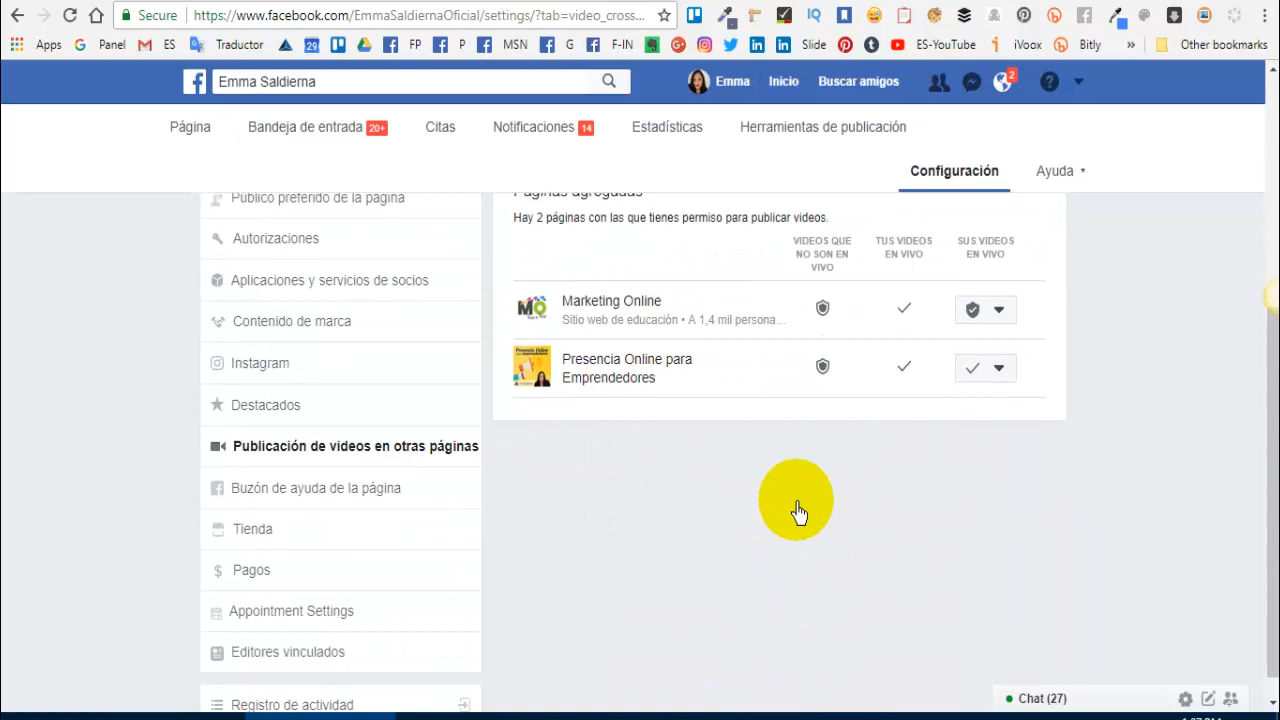 Secure https://www.facebook.com/EmmaSaldiernaOficial/settings/?tab=video_cross...
Apps Panel ES Traductor 29 FP P MSN G F-IN Slide ES-YouTube iVoox Bitly » Other bookmarks
Emma Saldierna
Emma Inicio Buscar amigos 2
Página Bandeja de entrada 20+ Citas Notificaciones 14 Estadísticas Herramientas de publicación
Configuración Ayuda
Público preferido de la página
Autorizaciones
Aplicaciones y servicios de socios
Contenido de marca
Instagram
Destacados
Publicación de videos en otras páginas
Buzón de ayuda de la página
Tienda
Pagos
Appointment Settings
Editores vinculados
Registro de actividad
Páginas agregadas
Hay 2 páginas con las que tienes permiso para publicar videos.
VIDEOS QUE NO SON EN VIVO
TUS VIDEOS EN VIVO
SUS VIDEOS EN VIVO
Marketing Online
Sitio web de educación • A 1,4 mil persona...
Presencia Online para
Emprendedores
Chat (27)